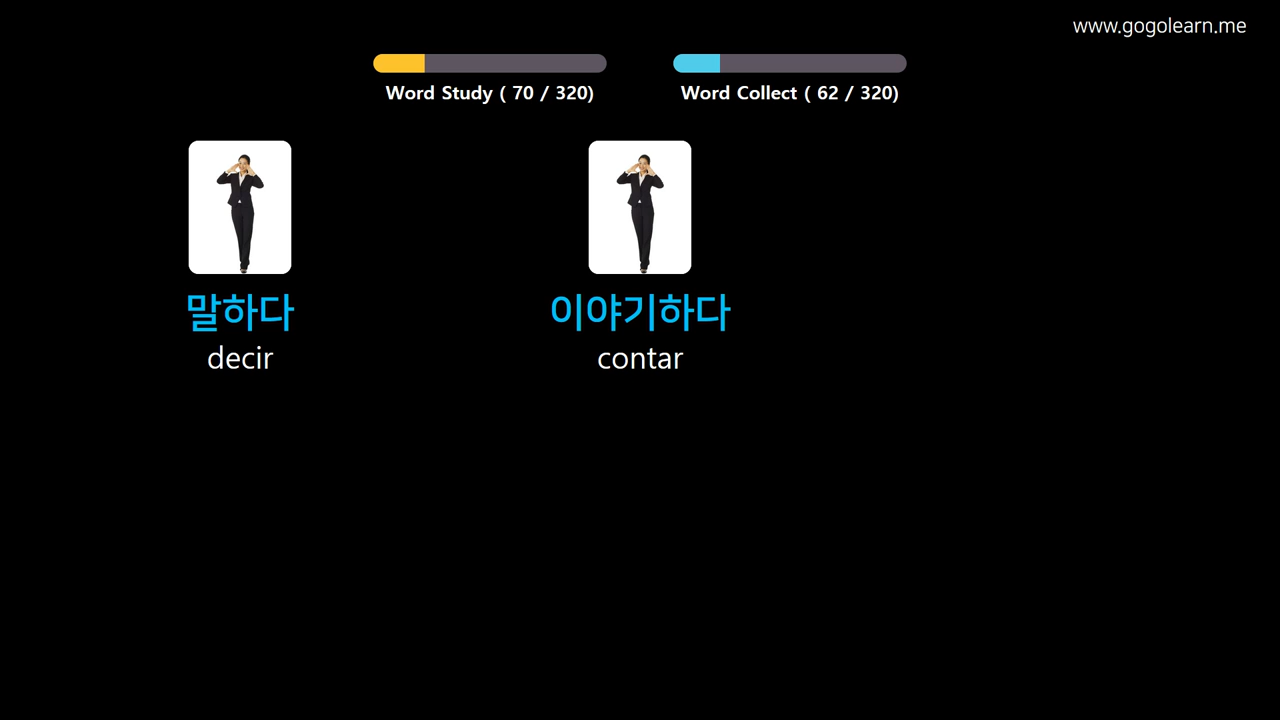 www.gogolearn.me
Word Study ( 70 / 320)
Word Collect ( 62 / 320)
말하다
decir
이야기하다
contar